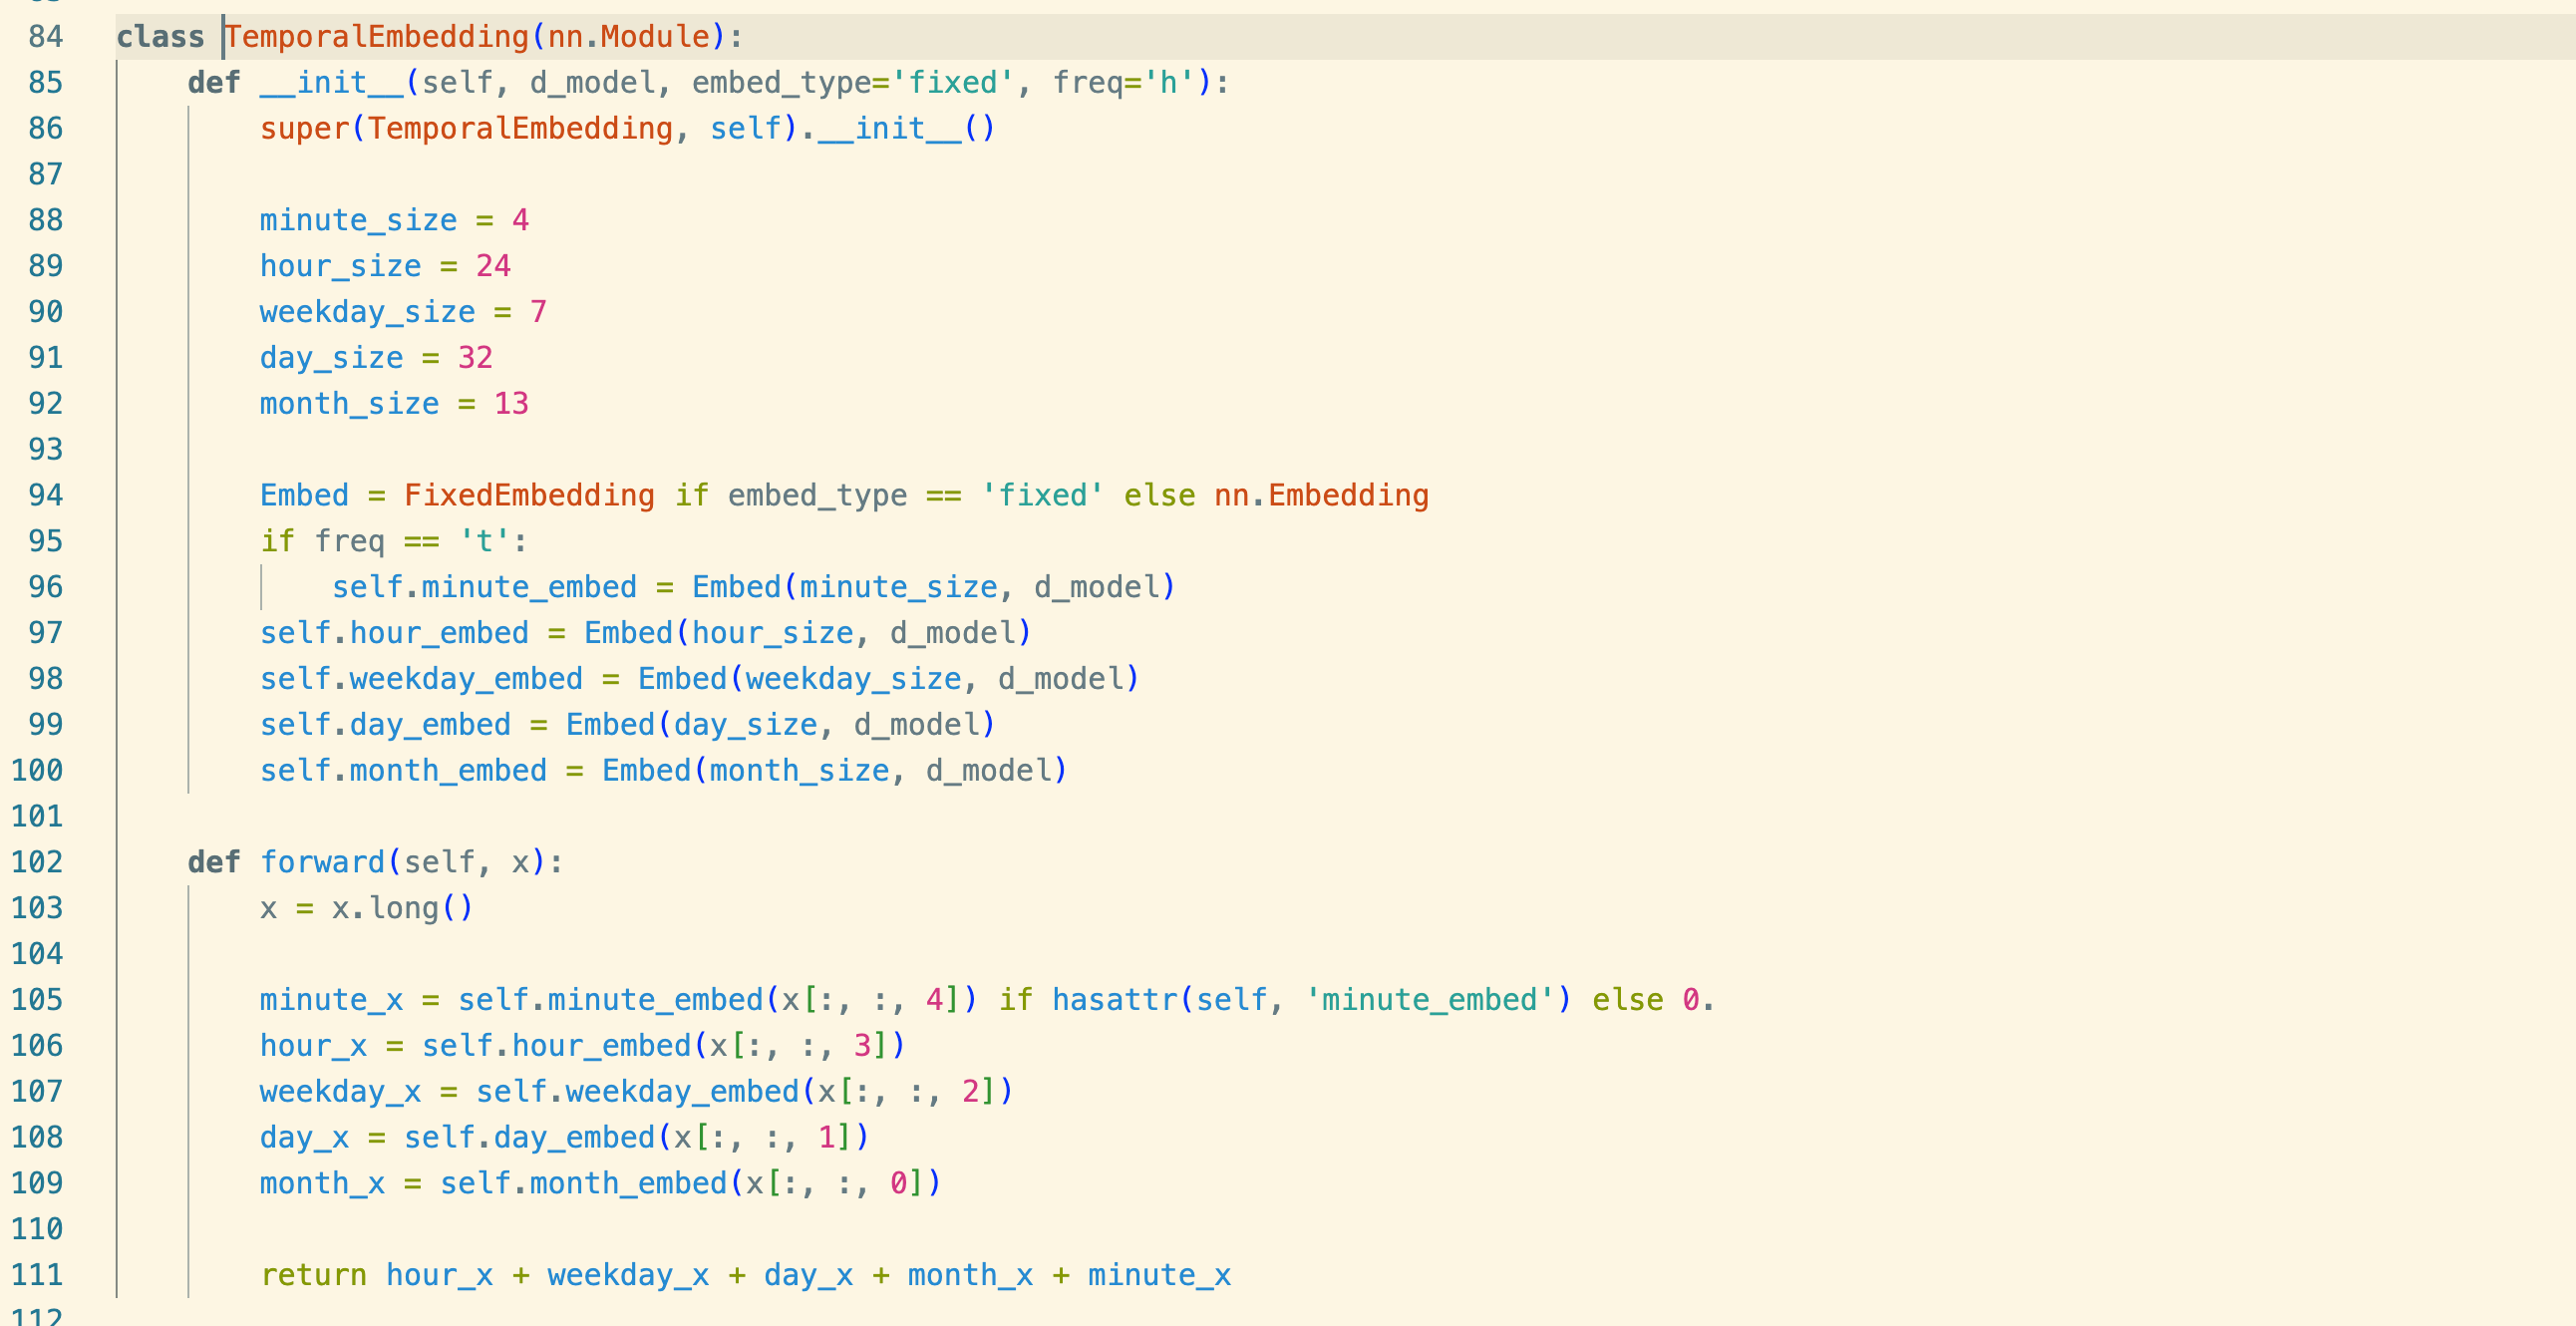 84 class TemporalEmbedding(nn.Module):
85     def __init__(self, d_model, embed_type='fixed', freq='h'):
86         super(TemporalEmbedding, self).__init__()
87
88         minute_size = 4
89         hour_size = 24
90         weekday_size = 7
91         day_size = 32
92         month_size = 13
93
94         Embed = FixedEmbedding if embed_type == 'fixed' else nn.Embedding
95         if freq == 't':
96             self.minute_embed = Embed(minute_size, d_model)
97         self.hour_embed = Embed(hour_size, d_model)
98         self.weekday_embed = Embed(weekday_size, d_model)
99         self.day_embed = Embed(day_size, d_model)
100         self.month_embed = Embed(month_size, d_model)
101
102     def forward(self, x):
103         x = x.long()
104
105         minute_x = self.minute_embed(x[:, :, 4]) if hasattr(self, 'minute_embed') else 0.
106         hour_x = self.hour_embed(x[:, :, 3])
107         weekday_x = self.weekday_embed(x[:, :, 2])
108         day_x = self.day_embed(x[:, :, 1])
109         month_x = self.month_embed(x[:, :, 0])
110
111         return hour_x + weekday_x + day_x + month_x + minute_x
112